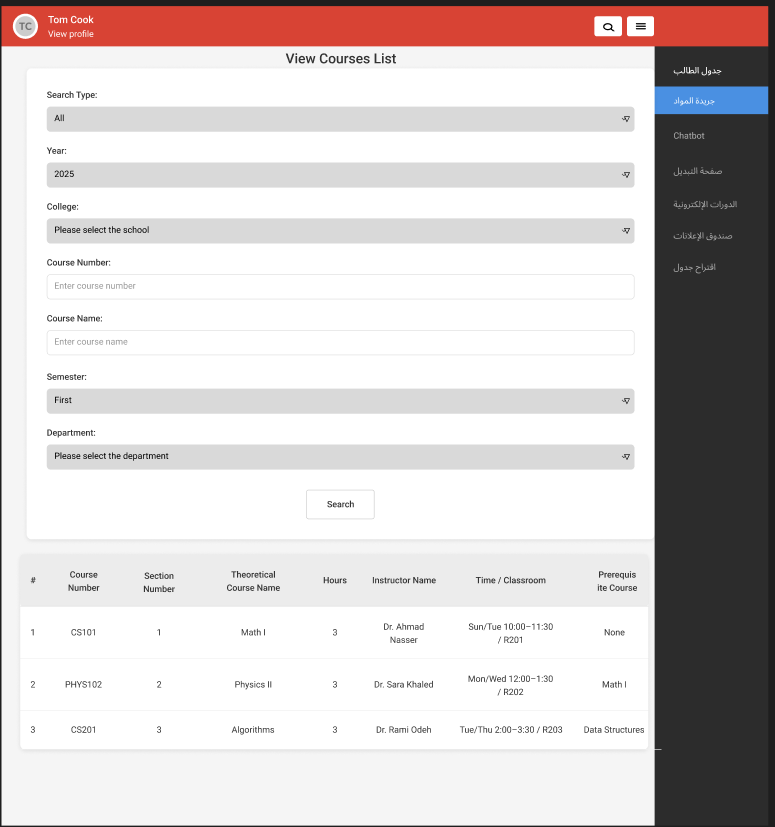 TC
Tom Cook
View profile
View Courses List
Search Type:
All
Year:
2025
College:
Please select the school
Course Number:
Enter course number
Course Name:
Enter course name
Semester:
First
Department:
Please select the department
Search
# Course Number Section Number Theoretical Course Name Hours Instructor Name Time / Classroom Prerequis ite Course
1 CS101 1 Math I 3 Dr. Ahmad Nasser Sun/Tue 10:00–11:30 / R201 None
2 PHYS102 2 Physics II 3 Dr. Sara Khaled Mon/Wed 12:00–1:30 / R202 Math I
3 CS201 3 Algorithms 3 Dr. Rami Odeh Tue/Thu 2:00–3:30 / R203 Data Structures
جدول الطالب
جريدة المواد
Chatbot
صفحة التبديل
الدورات الإلكترونية
صندوق الإعلانات
اقتراح جدول